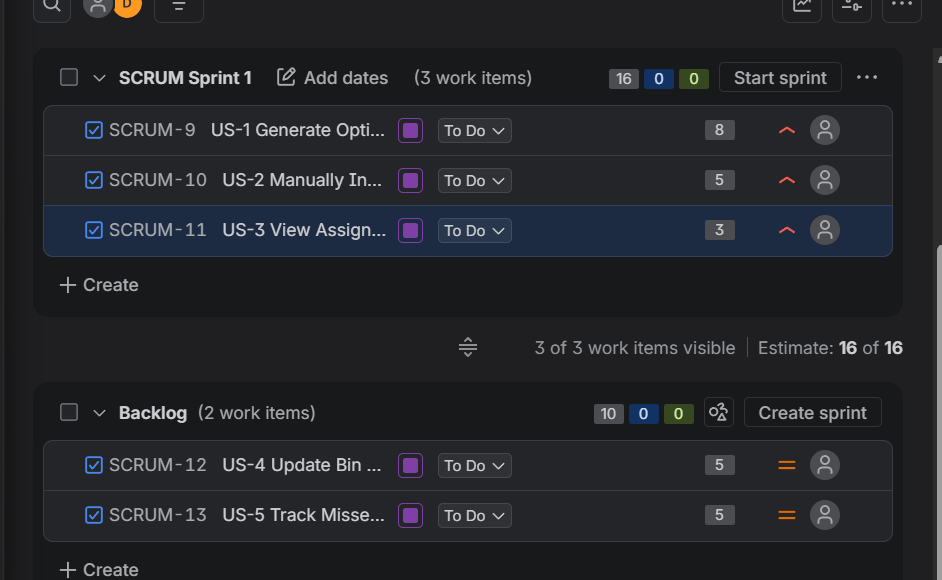 D
SCRUM Sprint 1 Add dates (3 work items) 16 0 0 Start sprint
SCRUM-9 US-1 Generate Opti... To Do 8
SCRUM-10 US-2 Manually In... To Do 5
SCRUM-11 US-3 View Assign... To Do 3
Create
3 of 3 work items visible Estimate: 16 of 16
Backlog (2 work items) 10 0 0 Create sprint
SCRUM-12 US-4 Update Bin ... To Do 5
SCRUM-13 US-5 Track Misse... To Do 5
Create